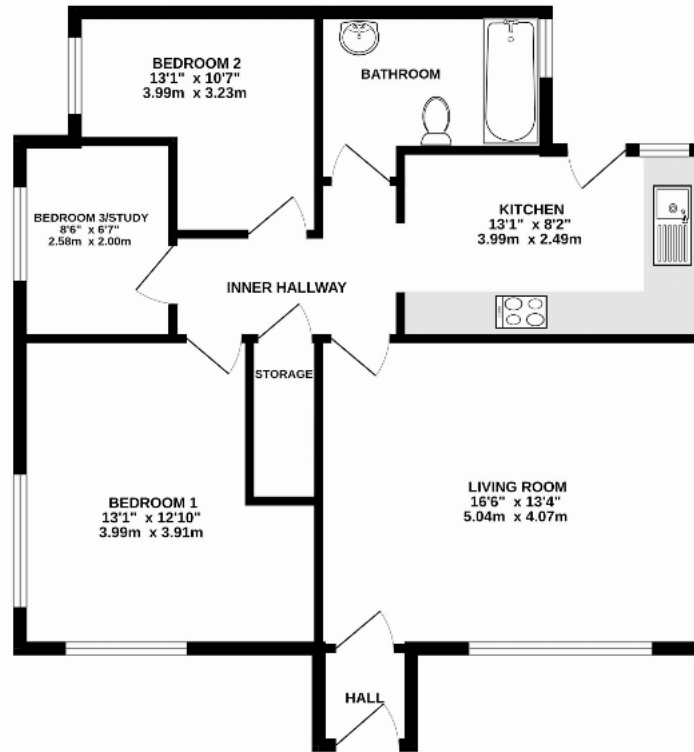 BEDROOM 2
13'1" x 10'7"
3.99m x 3.23m
BATHROOM
BEDROOM 3/STUDY
8'6" x 6'7"
2.58m x 2.00m
KITCHEN
13'1" x 8'2"
3.99m x 2.49m
INNER HALLWAY
STORAGE
BEDROOM 1
13'1" x 12'10"
3.99m x 3.91m
LIVING ROOM
16'6" x 13'4"
5.04m x 4.07m
HALL